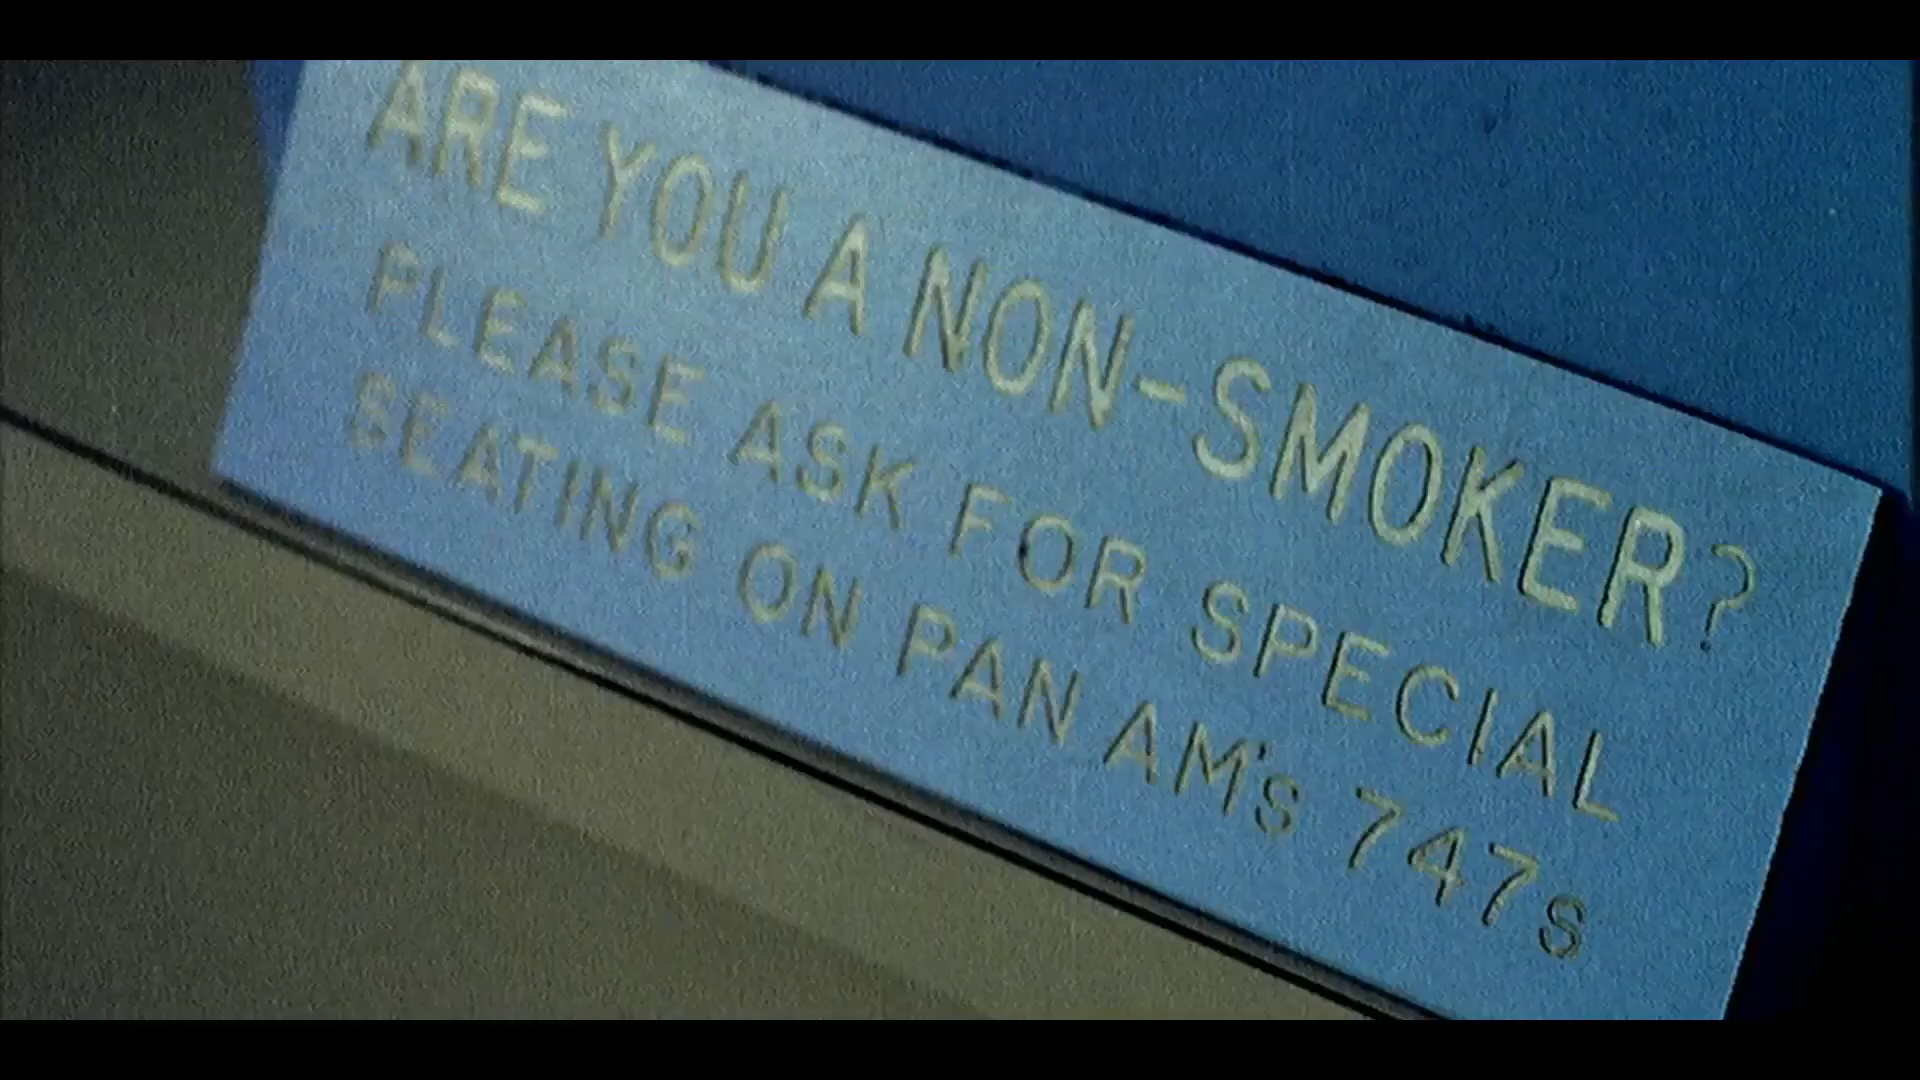 ARE YOU A NON-SMOKER?
PLEASE ASK FOR SPECIAL
SEATING ON PAN AM's 747s